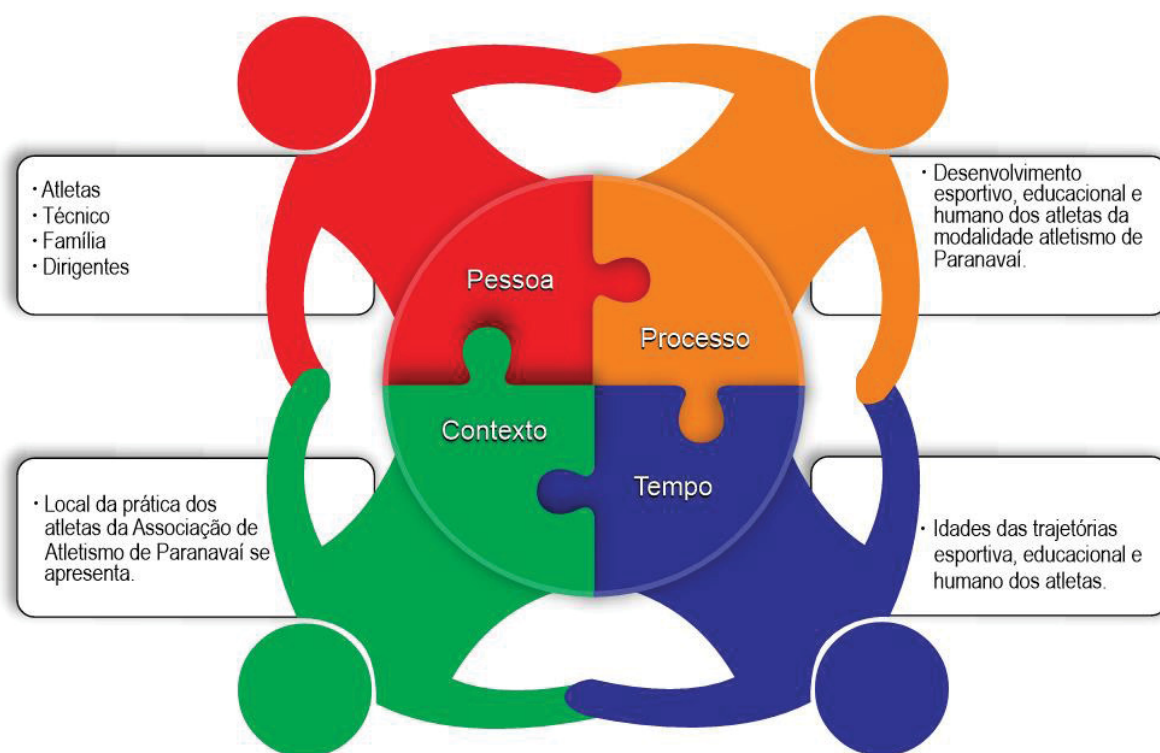 · Atletas
· Técnico
· Família
· Dirigentes
· Desenvolvimento
esportivo, educacional e
humano dos atletas da
modalidade atletismo de
Paranavaí.
Pessoa
Processo
Contexto
Tempo
· Local da prática dos
atletas da Associação de
Atletismo de Paranavaí se
apresenta.
· Idades das trajetórias
esportiva, educacional e
humano dos atletas.